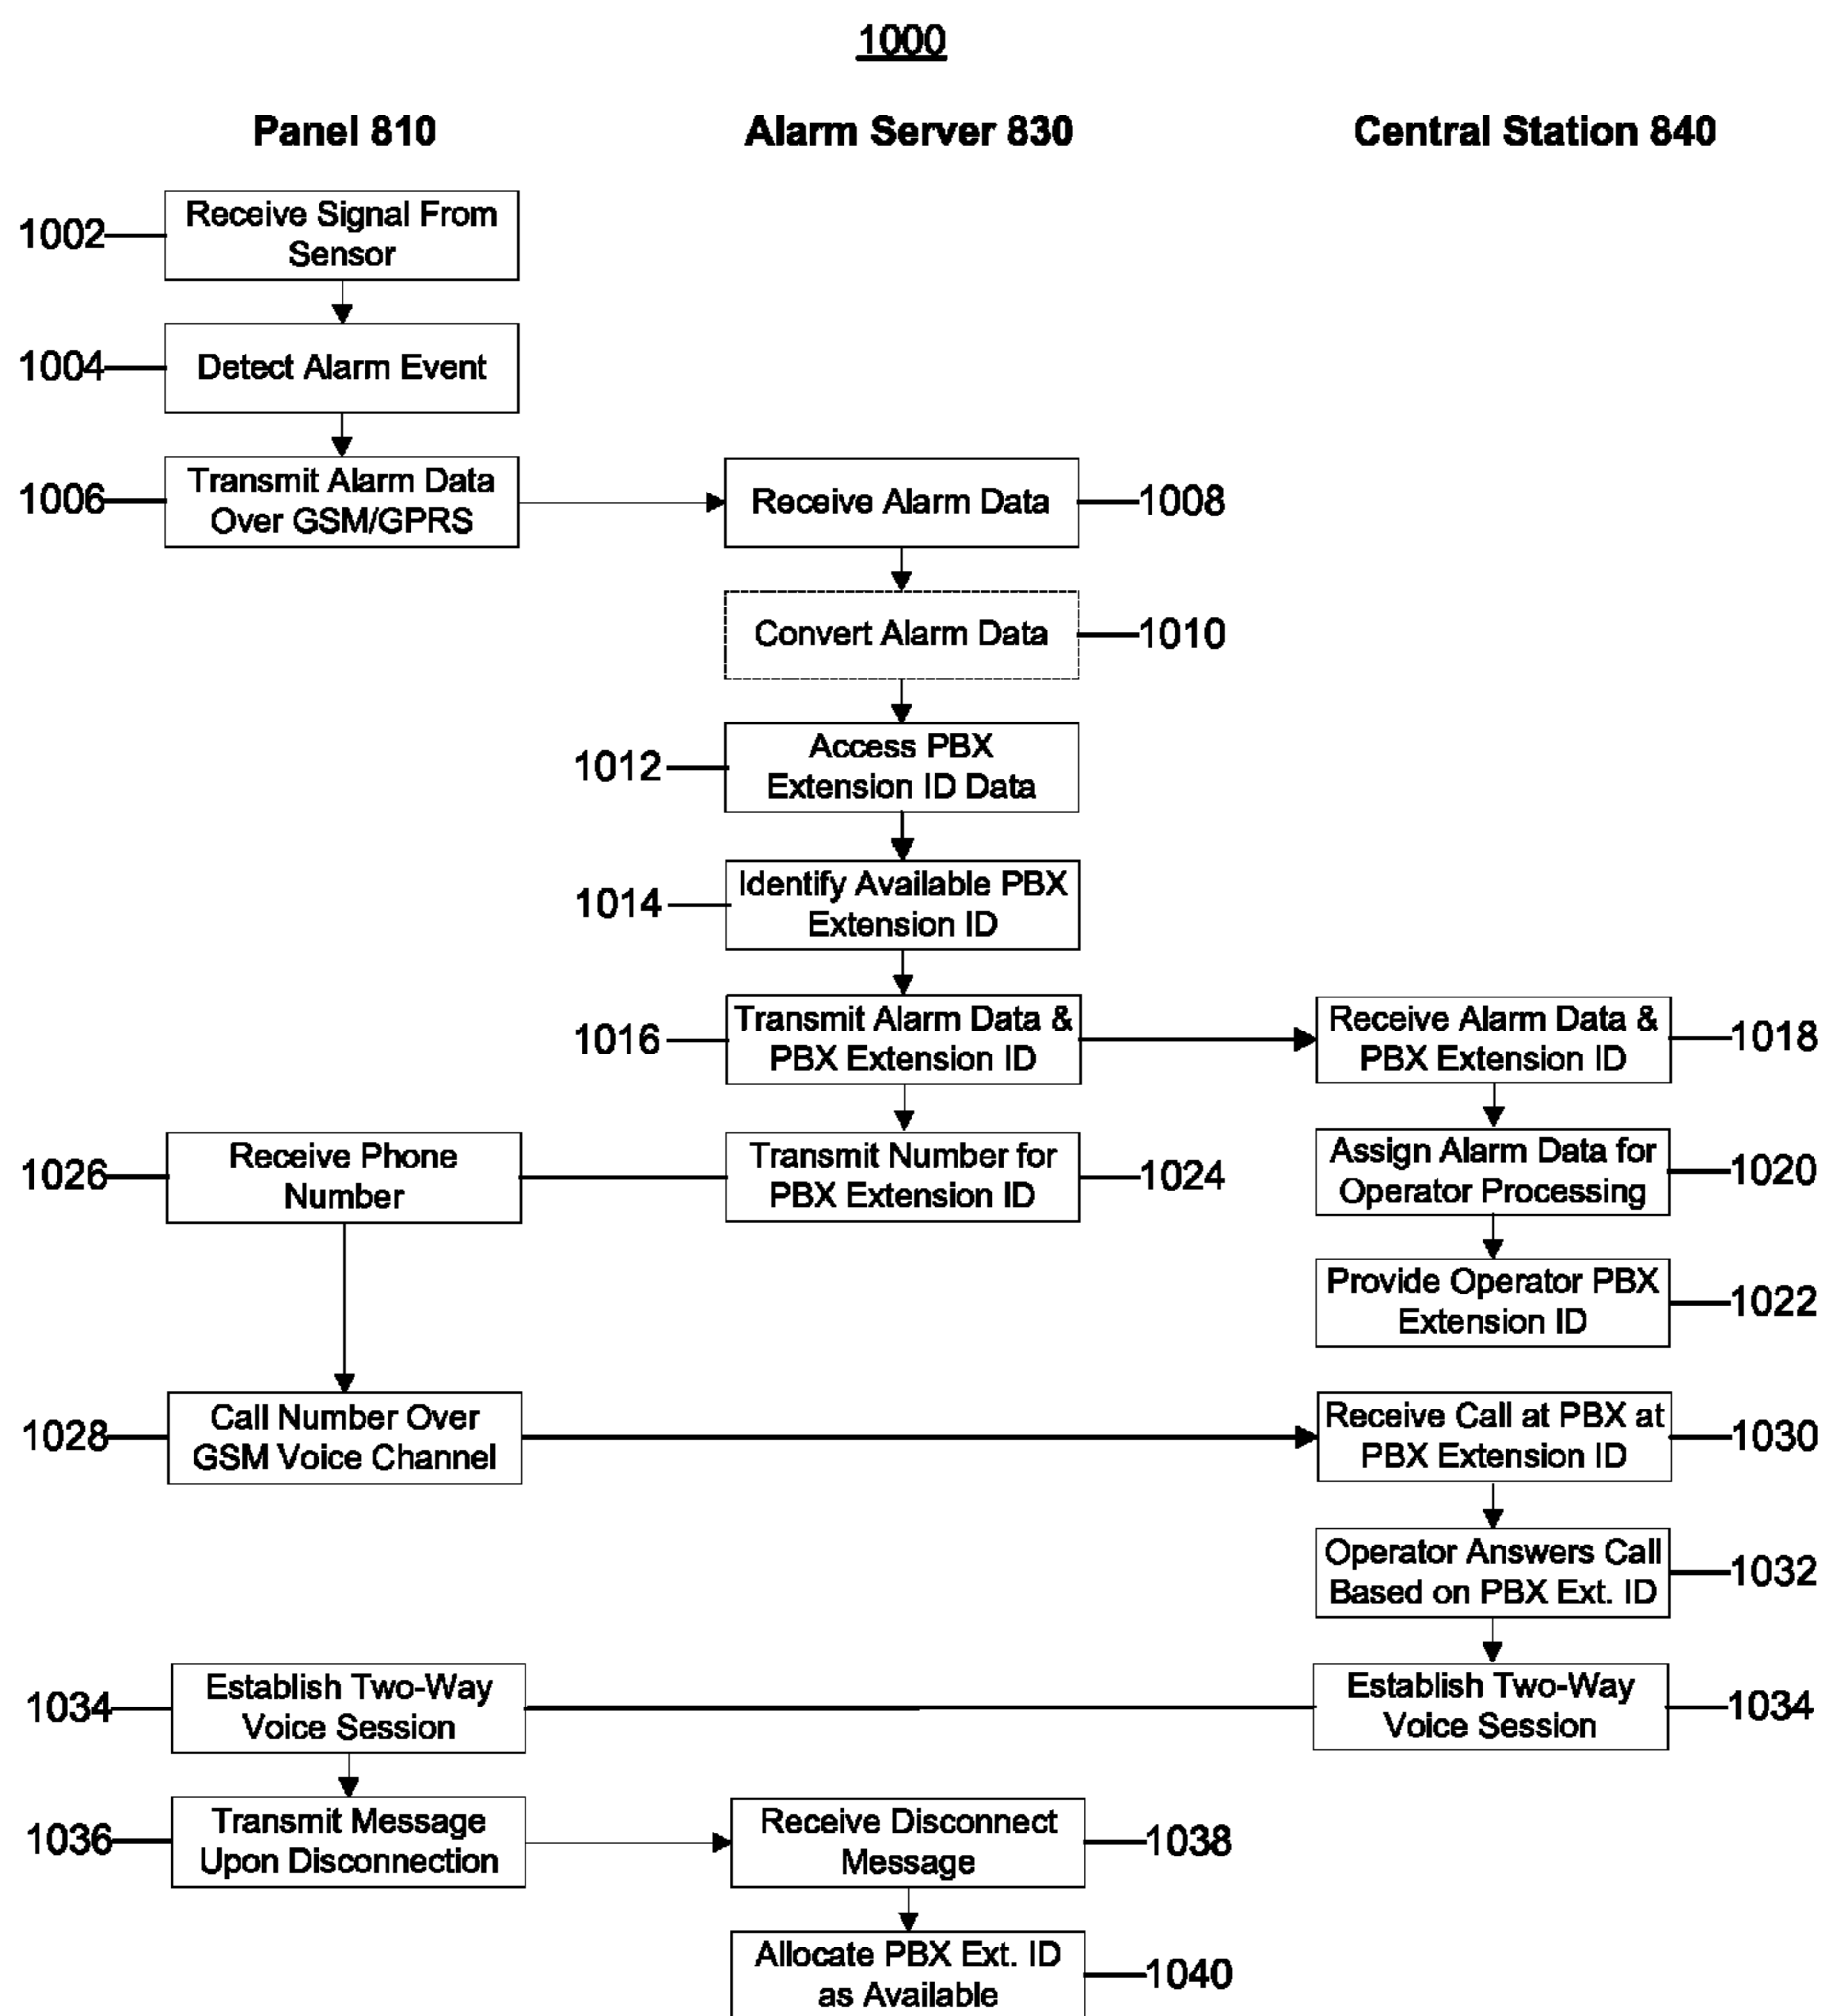 1000
Panel 810
Alarm Server 830
Central Station 840
1002
Receive Signal From
Sensor
1004
Detect Alarm Event
1006
Transmit Alarm Data
Over GSM/GPRS
Receive Alarm Data
1008
Convert Alarm Data
1010
1012
Access PBX
Extension ID Data
1014
Identify Available PBX
Extension ID
1016
Transmit Alarm Data &
PBX Extension ID
Receive Alarm Data &
PBX Extension ID
1018
Assign Alarm Data for
Operator Processing
1020
Provide Operator PBX
Extension ID
1022
Transmit Number for
PBX Extension ID
1024
1026
Receive Phone
Number
1028
Call Number Over
GSM Voice Channel
Receive Call at PBX at
PBX Extension ID
1030
Operator Answers Call
Based on PBX Ext. ID
1032
1034
Establish Two-Way
Voice Session
Establish Two-Way
Voice Session
1034
1036
Transmit Message
Upon Disconnection
Receive Disconnect
Message
1038
Allocate PBX Ext. ID
as Available
1040